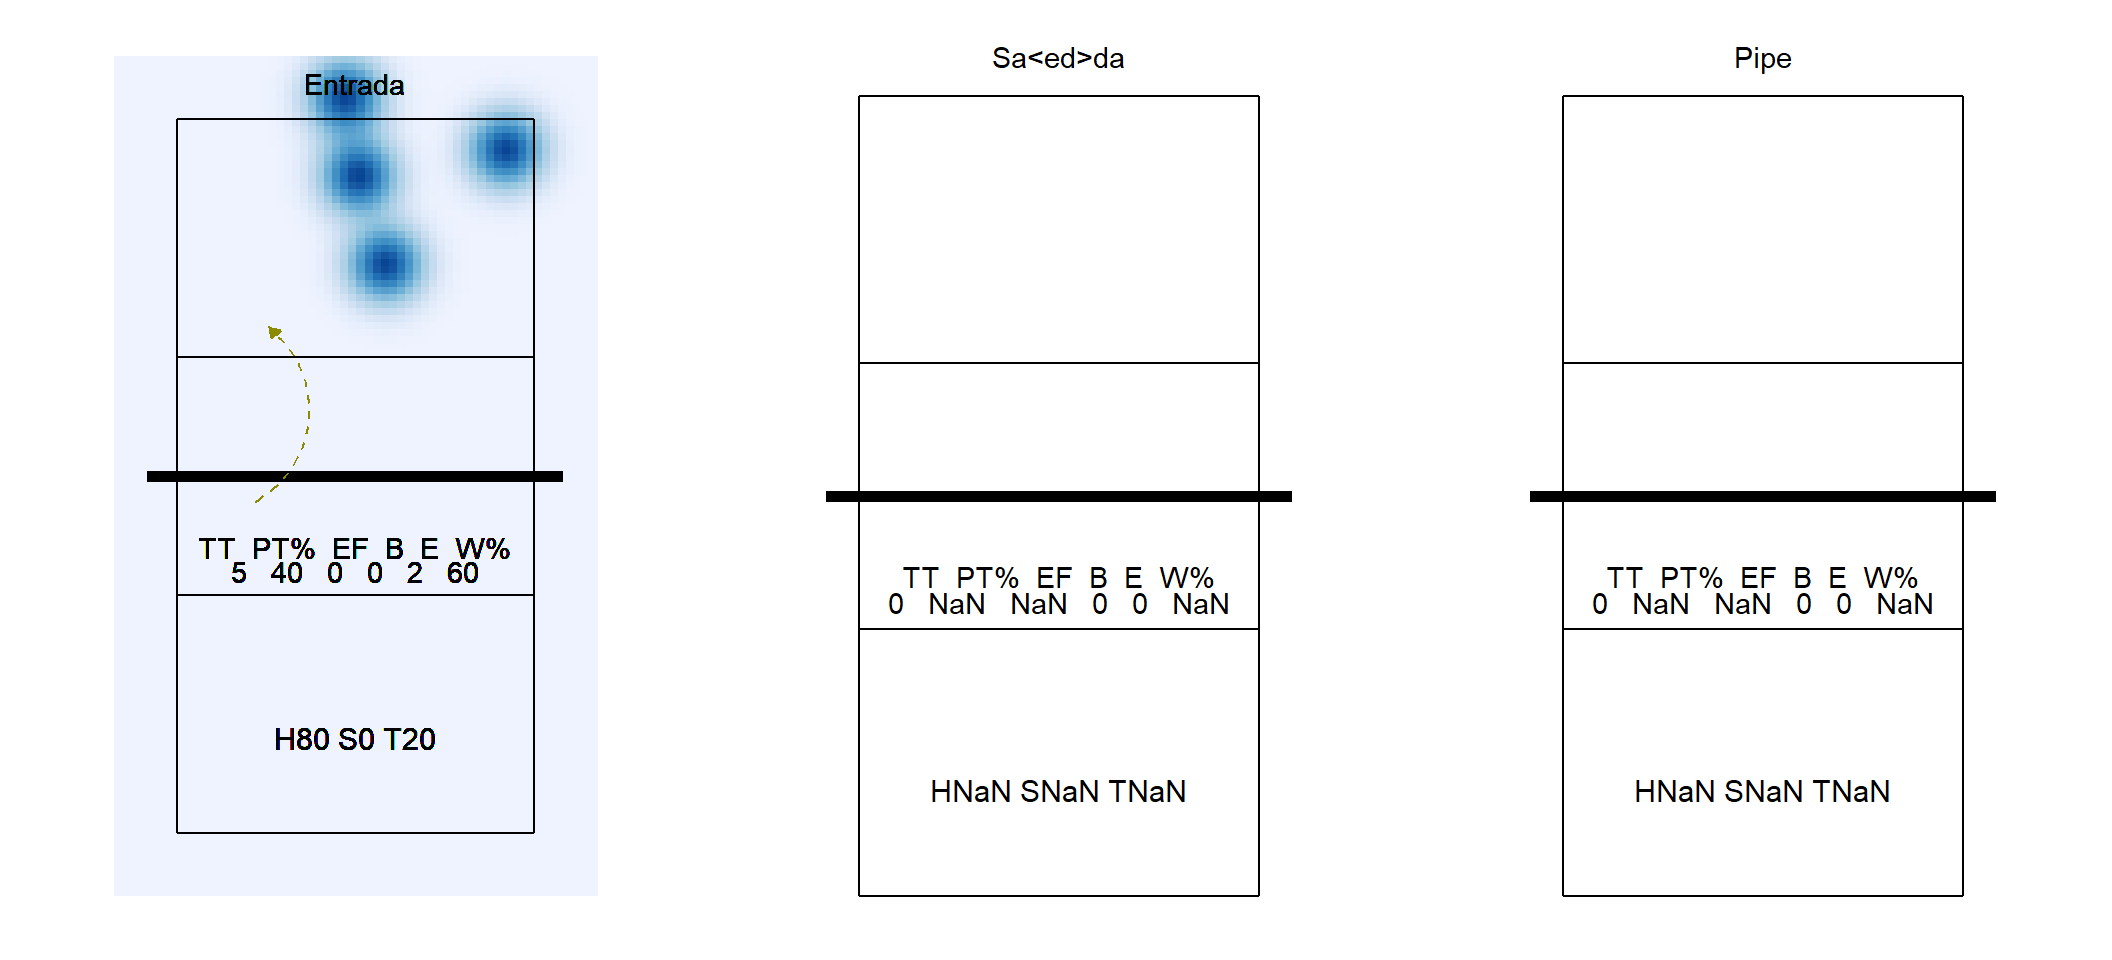 Entrada
TT PT% EF B E W%
5 40 0 0 2 60
H80 S0 T20
Sa<ed>da
TT PT% EF B E W%
0 NaN NaN 0 0 NaN
HNaN SNaN TNaN
Pipe
TT PT% EF B E W%
0 NaN NaN 0 0 NaN
HNaN SNaN TNaN